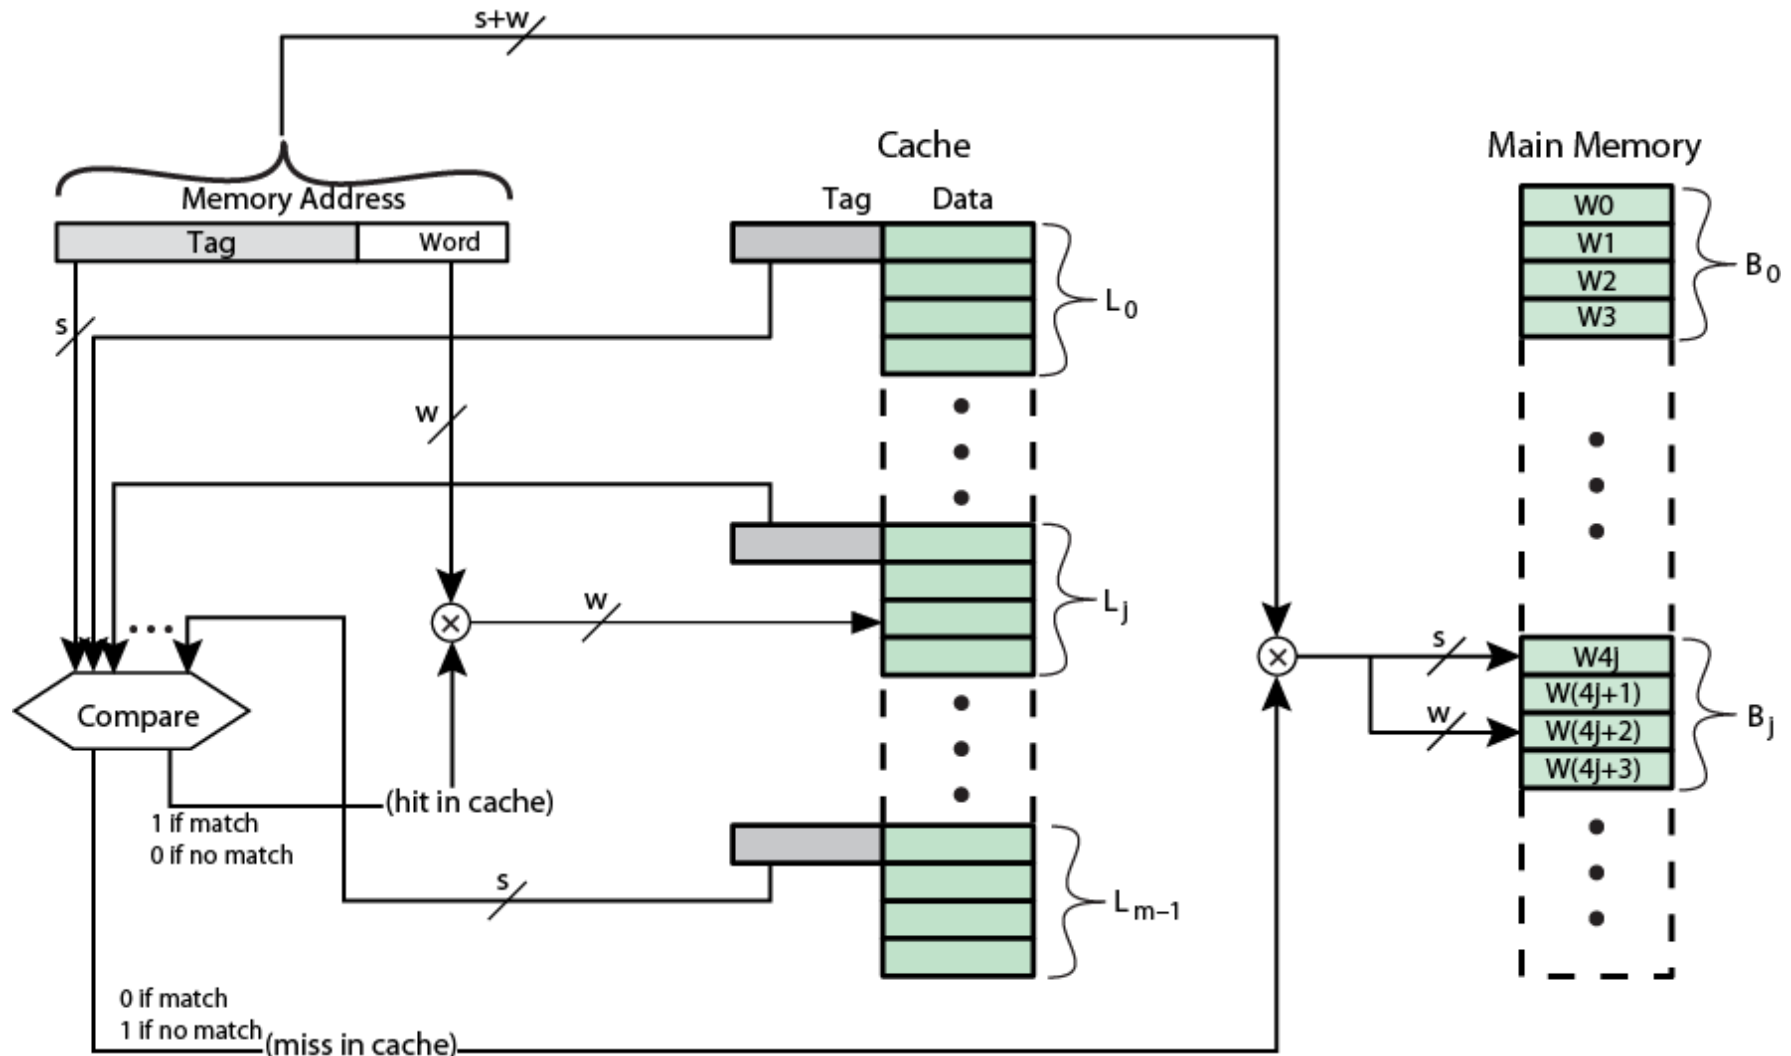 s+w
Cache
Main Memory
Memory Address
Tag Data
Tag Word
W0
W1
W2
W3
B0
L0
s
w
w
Lj
s
W4j
W(4j+1)
W(4j+2)
W(4j+3)
w
Bj
Compare
(hit in cache)
1 if match
0 if no match
s
Lm–1
0 if match
1 if no match
(miss in cache)